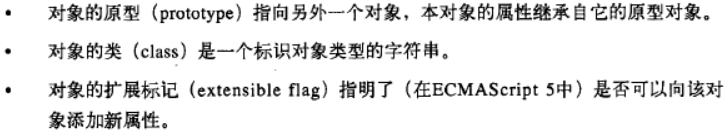 • 对象的原型（prototype）指向另外一个对象，本对象的属性继承自它的原型对象。
• 对象的类（class）是一个标识对象类型的字符串。
• 对象的扩展标记（extensible flag）指明了（在ECMAScript 5中）是否可以向该对
象添加新属性。